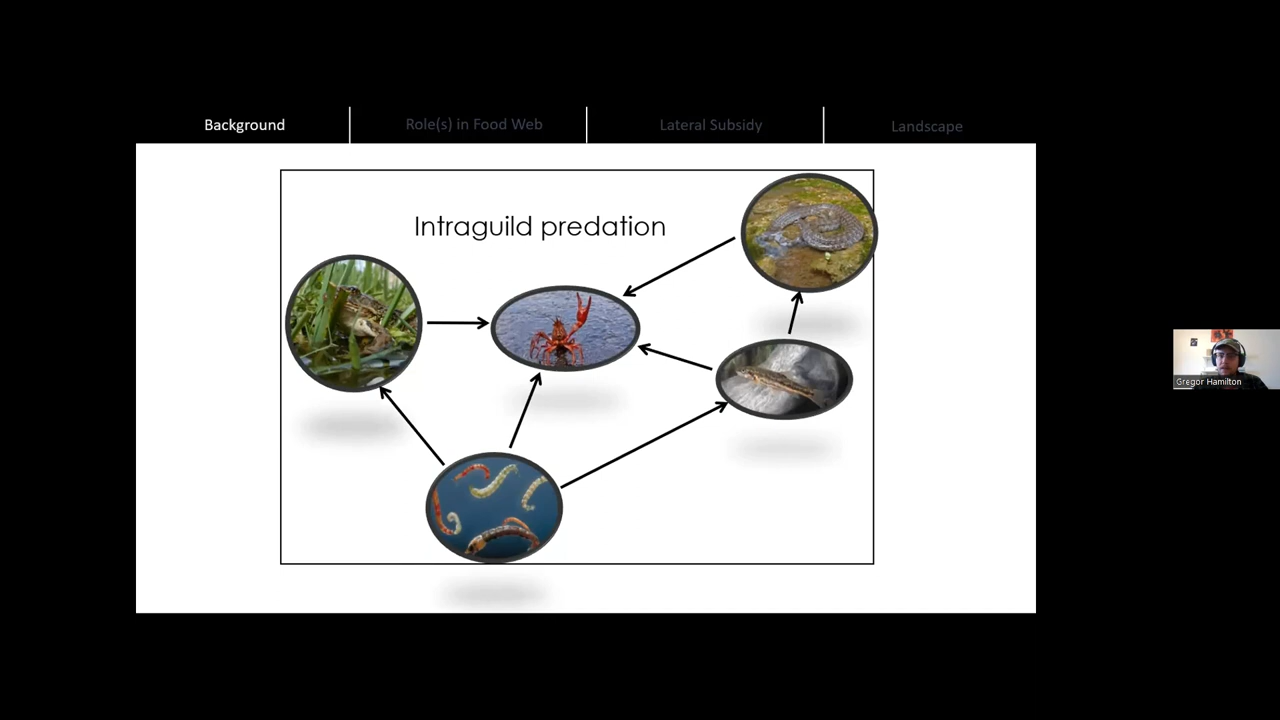 Background
Role(s) in Food Web
Lateral Subsidy
Landscape
Intraguild predation
Gregor Hamilton